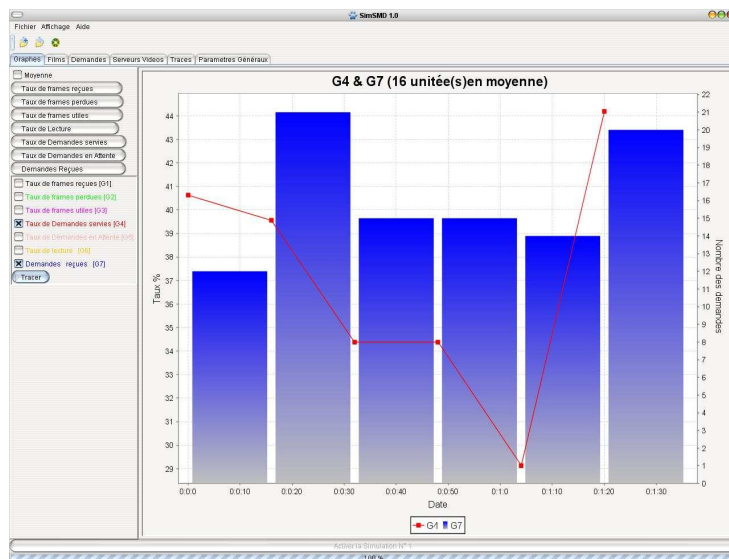 SimSMD 1.0
Fichier Affichage Aide
Graphes Films Demandes Serveurs Videos Traces Parametres Généraux
Moyenne
Taux de frames reçues
Taux de frames perdues
Taux de frames utiles
Taux de Lecture
Taux de Demandes servies
Taux de Demandes en Attente
Demandes Reçues
Taux de frames reçues [G1]
Taux de frames perdues [G2]
Taux de frames utiles [G3]
Taux de Demandes servies [G4]
Taux de Demandes en Attente [G5]
Taux de lecture [G6]
Demandes reçues [G7]
Tracer
G4 & G7 (16 unitée(s)en moyenne)
Taux %
44
43
42
41
40
39
38
37
36
35
34
33
32
31
30
29
22
21
20
19
18
17
16
15
14
13
12
11
10
9
8
7
6
5
4
3
2
1
0
Nombre des demandes
0:0:0 0:0:10 0:0:20 0:0:30 0:0:40 0:0:50 0:1:0 0:1:10 0:1:20 0:1:30
Date
G4 G7
Activer la Simulation N° 1
100 %